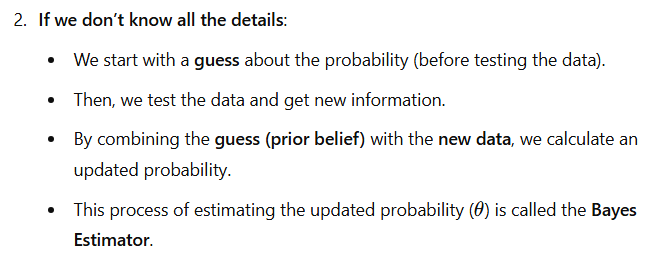 2. If we don’t know all the details:
• We start with a guess about the probability (before testing the data).
• Then, we test the data and get new information.
• By combining the guess (prior belief) with the new data, we calculate an
updated probability.
• This process of estimating the updated probability (θ) is called the Bayes
Estimator.